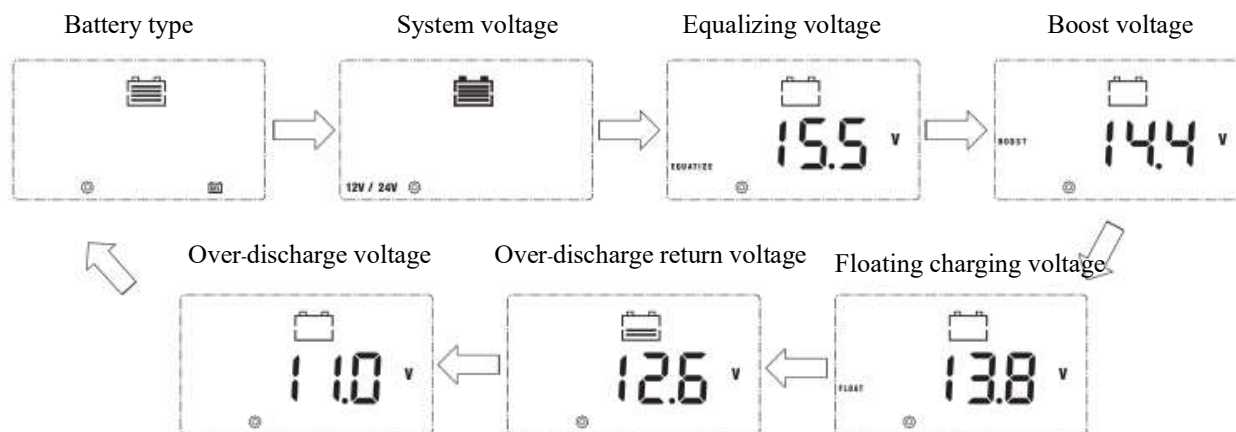 Battery type
System voltage
Equalizing voltage
Boost voltage
12V / 24V
EQUATIZE
15.5 V
BOOST
14.4 V
Over-discharge voltage
Over-discharge return voltage
Floating charging voltage
11.0 V
12.6 V
FLOAT
13.8 V